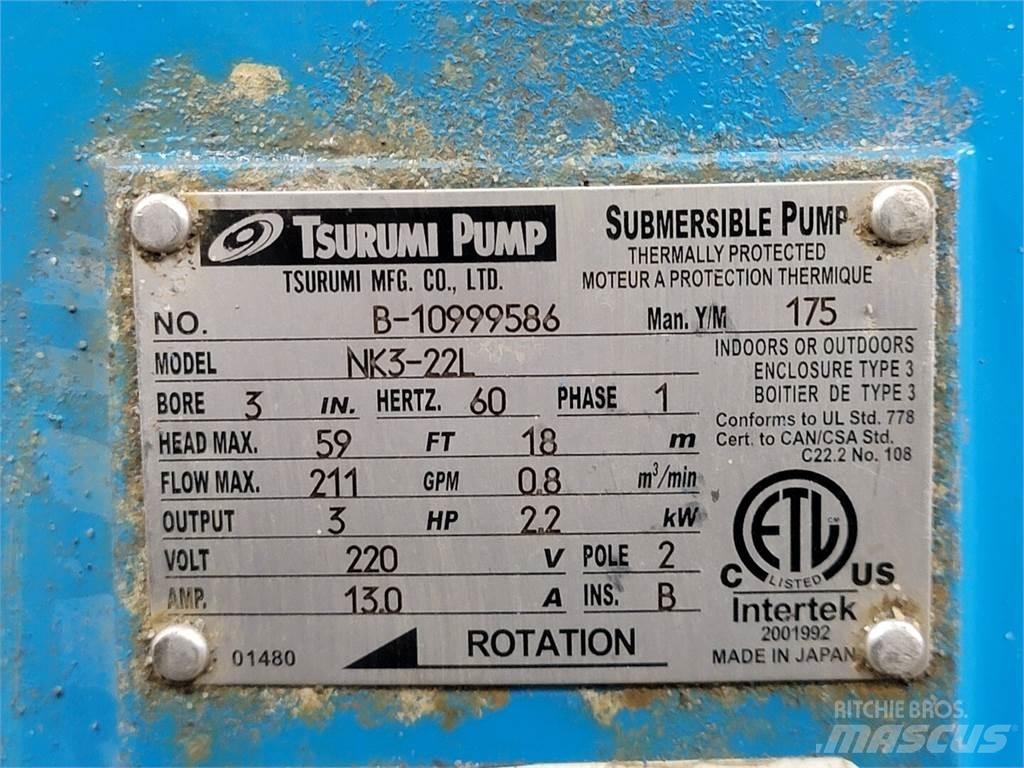 TSURUMI PUMP
TSURUMI MFG. CO., LTD.
SUBMERSIBLE PUMP
THERMALLY PROTECTED
MOTEUR A PROTECTION THERMIQUE
NO. B-10999586 Man. Y/M 175
MODEL NK3-22L
BORE 3 IN. HERTZ. 60 PHASE 1
HEAD MAX. 59 FT 18 m
FLOW MAX. 211 GPM 0.8 m³/min
OUTPUT 3 HP 2.2 kW
VOLT 220 V POLE 2
AMP. 13.0 A INS. B
01480 ROTATION
INDOORS OR OUTDOORS
ENCLOSURE TYPE 3
BOITIER DE TYPE 3
Conforms to UL Std. 778
Cert. to CAN/CSA Std.
C22.2 No. 108
ETL CM
LISTED
C US
Intertek
2001992
MADE IN JAPAN
RITCHIE BROS.
MASCUS